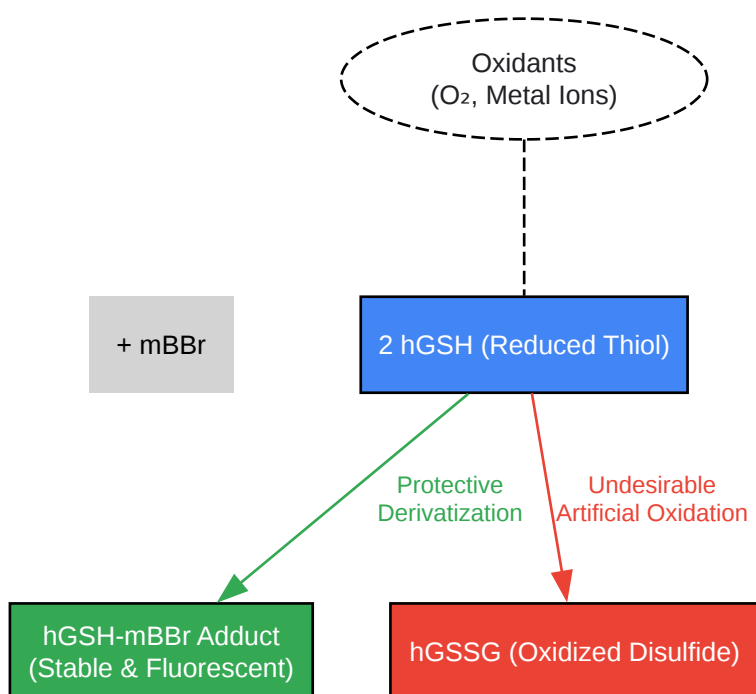 Oxidants
(O₂, Metal Ions)
+ mBBr
2 hGSH (Reduced Thiol)
Protective
Derivatization
Undesirable
Artificial Oxidation
hGSH-mBBr Adduct
(Stable & Fluorescent)
hGSSG (Oxidized Disulfide)